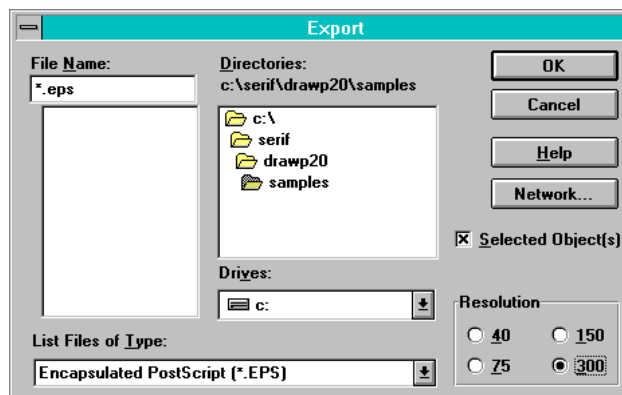 Export
File Name:
*.eps
Directories:
c:\serif\drawp20\samples
c:\
serif
drawp20
samples
Drives:
c:
List Files of Type:
Encapsulated PostScript (*.EPS)
OK
Cancel
Help
Network...
Selected Object(s)
Resolution
40
150
75
300